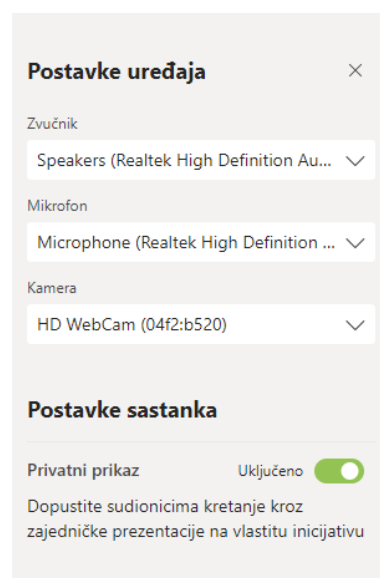 Postavke uređaja
Zvučnik
Speakers (Realtek High Definition Au...
Mikrofon
Microphone (Realtek High Definition ...
Kamera
HD WebCam (04f2:b520)
Postavke sastanka
Privatni prikaz Uključeno
Dopustite sudionicima kretanje kroz
zajedničke prezentacije na vlastitu inicijativu